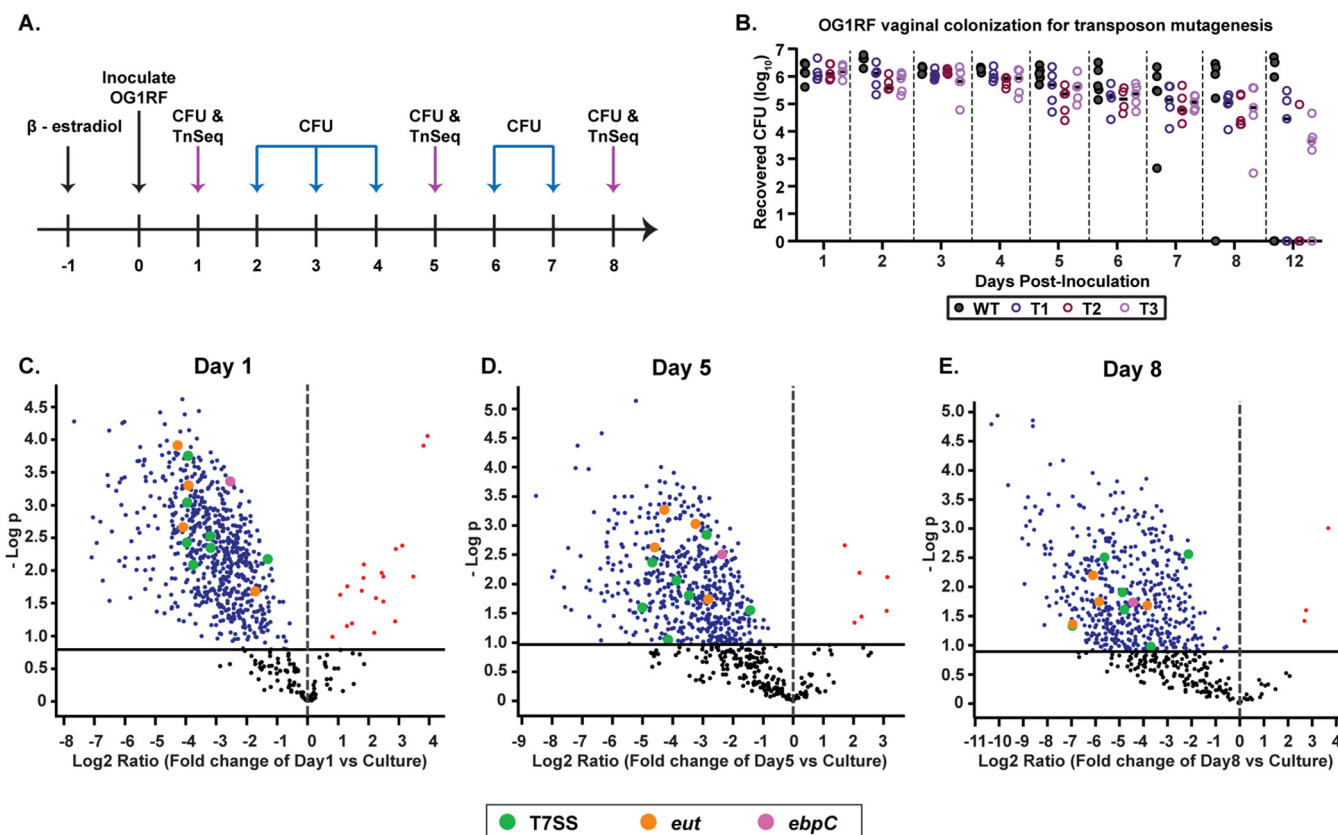 A.
Inoculate
OG1RF
β - estradiol
CFU &
TnSeq
CFU
CFU &
TnSeq
CFU
CFU &
TnSeq
-1 0 1 2 3 4 5 6 7 8
B.
OG1RF vaginal colonization for transposon mutagenesis
Recovered CFU (log10)
7
6
5
4
3
2
1
0
1 2 3 4 5 6 7 8 12
Days Post-Inoculation
WT T1 T2 T3
C.
Day 1
- Log p
4.5
4.0
3.5
3.0
2.5
2.0
1.5
1.0
0.5
0
-8 -7 -6 -5 -4 -3 -2 -1 0 1 2 3 4
Log2 Ratio (Fold change of Day1 vs Culture)
D.
Day 5
- Log p
5.0
4.5
4.0
3.5
3.0
2.5
2.0
1.5
1.0
0.5
0
-9 -8 -7 -6 -5 -4 -3 -2 -1 0 1 2 3
Log2 Ratio (Fold change of Day5 vs Culture)
E.
Day 8
- Log p
5.0
4.5
4.0
3.5
3.0
2.5
2.0
1.5
1.0
0.5
0
-11 -10 -9 -8 -7 -6 -5 -4 -3 -2 -1 0 1 2 3 4
Log2 Ratio (Fold change of Day8 vs Culture)
T7SS eut ebpC